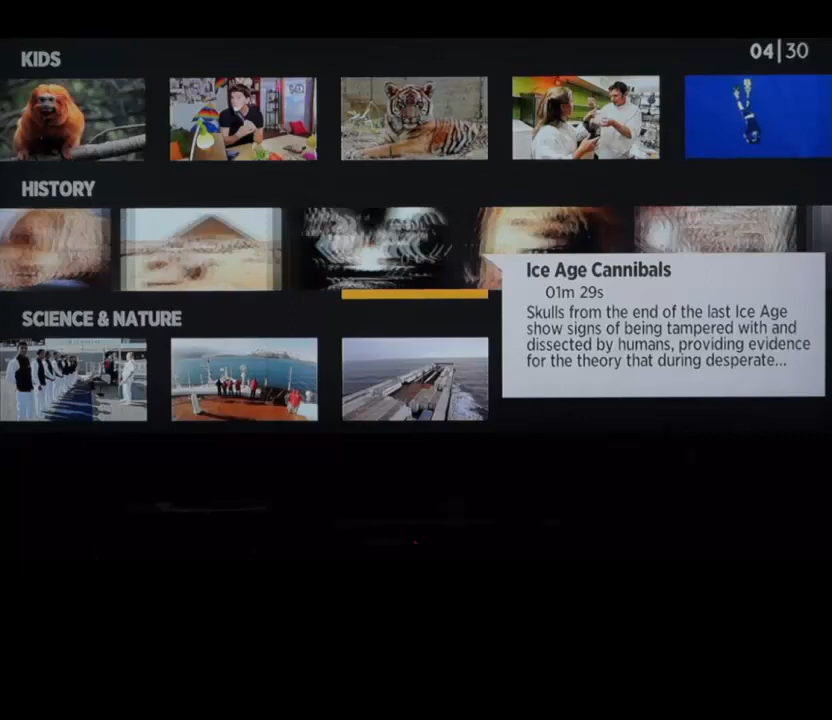 KIDS
04|30
HISTORY
Ice Age Cannibals
01m 29s
Skulls from the end of the last Ice Age
show signs of being tampered with and
dissected by humans, providing evidence
for the theory that during desperate...
SCIENCE & NATURE